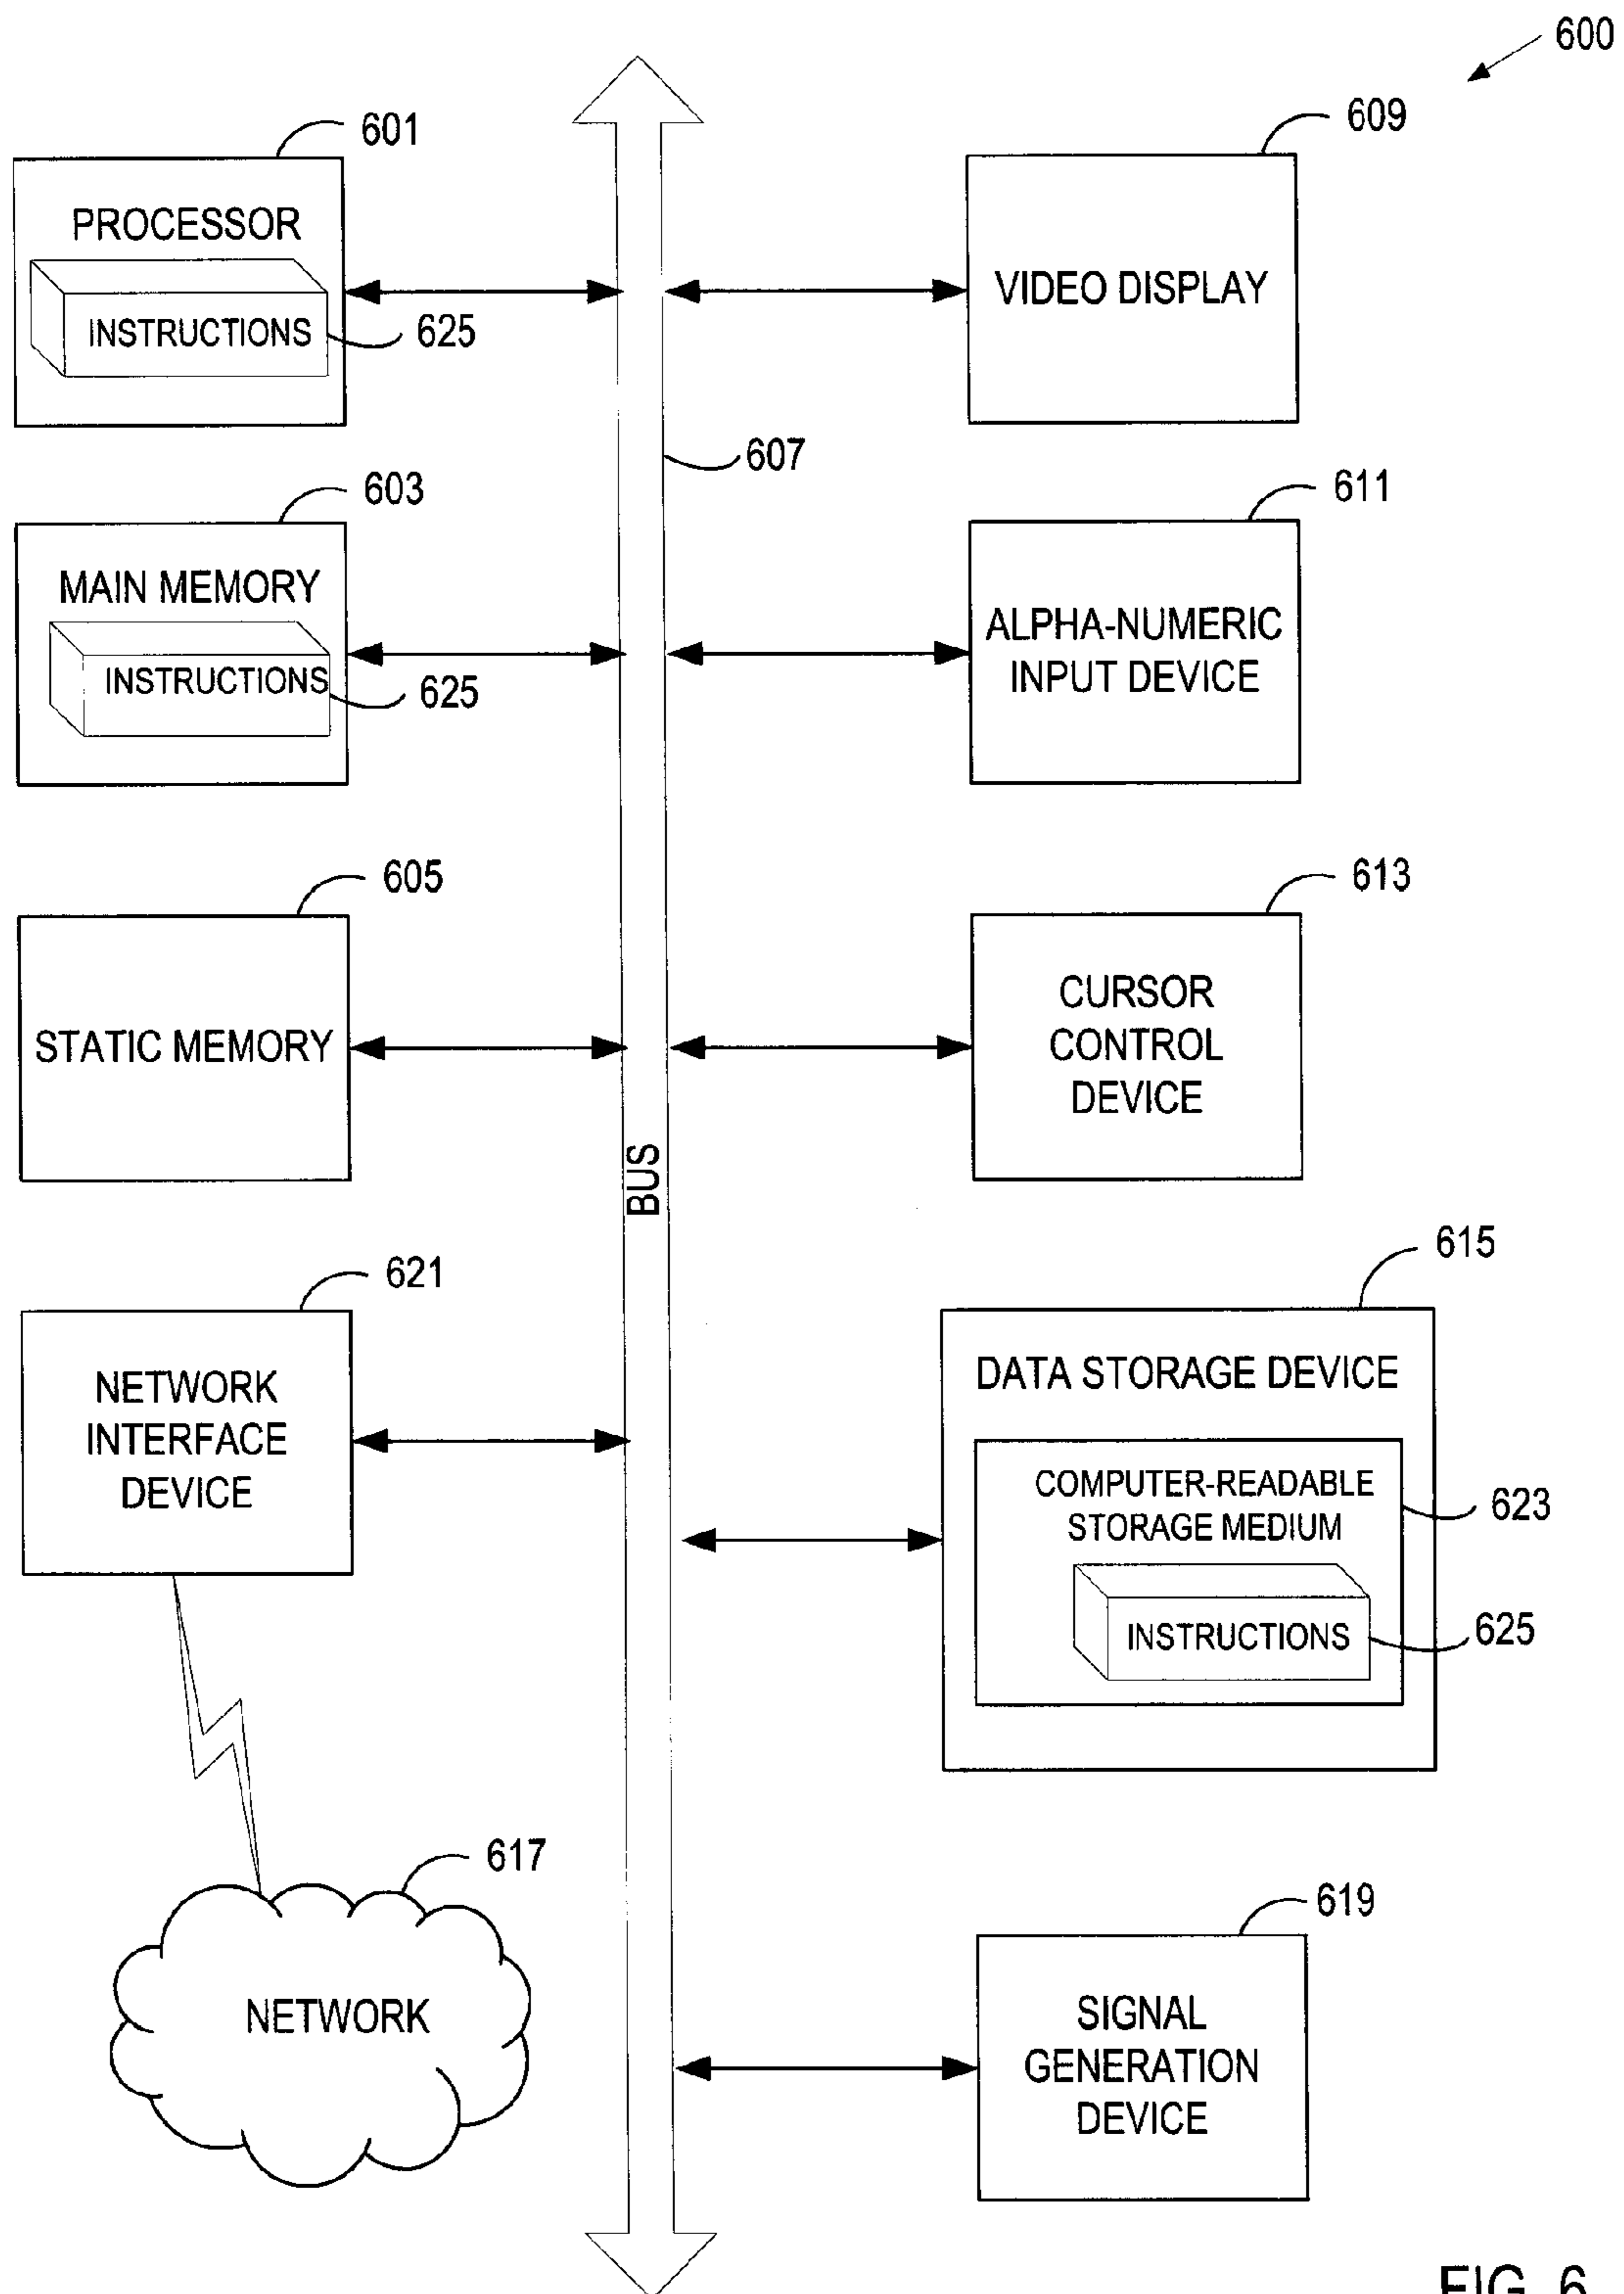 600
601
PROCESSOR
INSTRUCTIONS
625
609
VIDEO DISPLAY
607
603
MAIN MEMORY
INSTRUCTIONS
625
611
ALPHA-NUMERIC
INPUT DEVICE
605
STATIC MEMORY
613
CURSOR
CONTROL
DEVICE
BUS
621
NETWORK
INTERFACE
DEVICE
615
DATA STORAGE DEVICE
COMPUTER-READABLE
STORAGE MEDIUM
623
INSTRUCTIONS
625
617
NETWORK
619
SIGNAL
GENERATION
DEVICE
FIG. 6